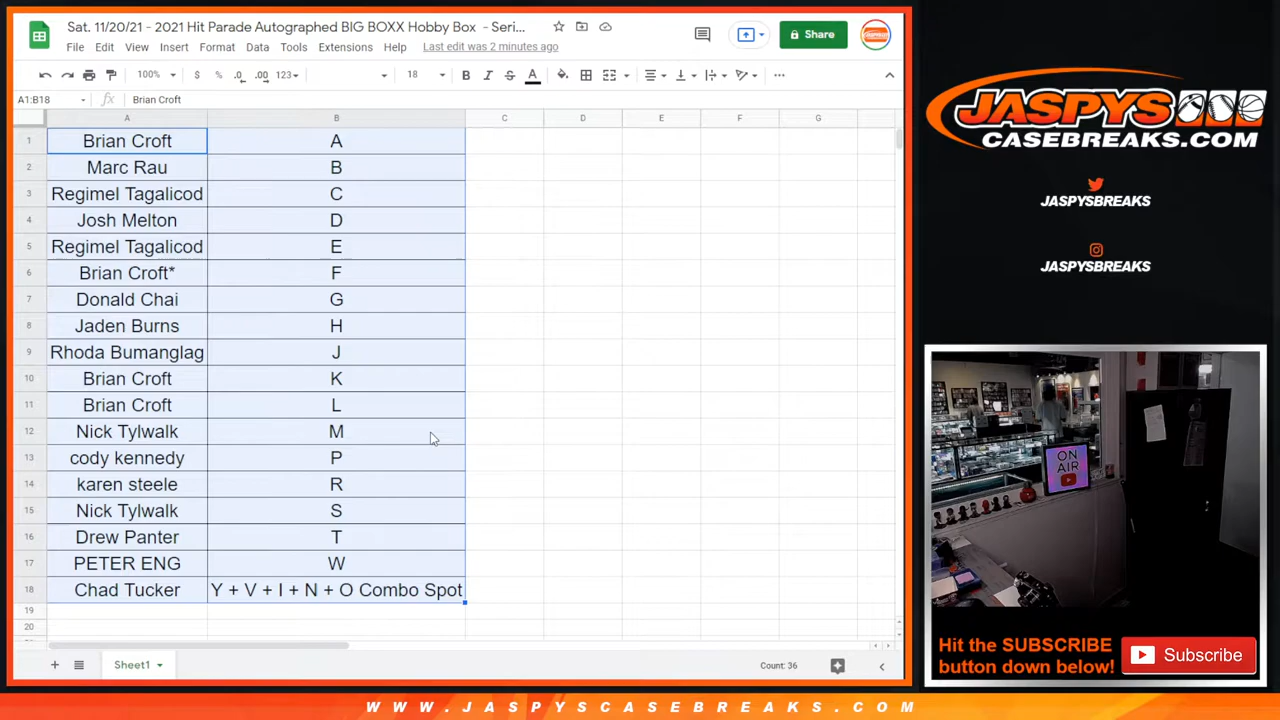 Sat. 11/20/21 - 2021 Hit Parade Autographed BIG BOXX Hobby Box - Seri...
File Edit View Insert Format Data Tools Extensions Help Last edit was 2 minutes ago
Share
100% $ % .0 .00 123 18 B I S A
A1:B18 fx Brian Croft
A B C D E F G
1 Brian Croft A
2 Marc Rau B
3 Regimel Tagalicod C
4 Josh Melton D
5 Regimel Tagalicod E
6 Brian Croft* F
7 Donald Chai G
8 Jaden Burns H
9 Rhoda Bumanglag J
10 Brian Croft K
11 Brian Croft L
12 Nick Tylwalk M
13 cody kennedy P
14 karen steele R
15 Nick Tylwalk S
16 Drew Panter T
17 PETER ENG W
18 Chad Tucker Y + V + I + N + O Combo Spot
19
20
Sheet1 Count: 36
JASPYS
CASEBREAKS.COM
JASPYSBREAKS
JASPYSBREAKS
ON
AIR
Hit the SUBSCRIBE
button down below!
Subscribe
WWW.JASPYSCASEBREAKS.COM